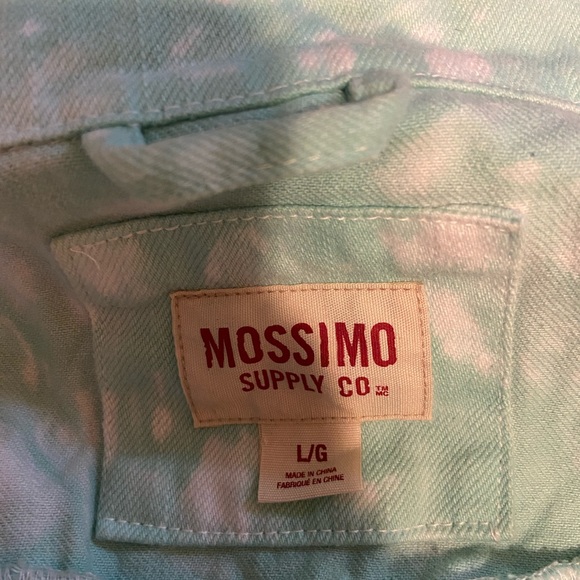 MOSSIMO
SUPPLY CO TM MC
L/G
MADE IN CHINA
FABRIQUÉ EN CHINE